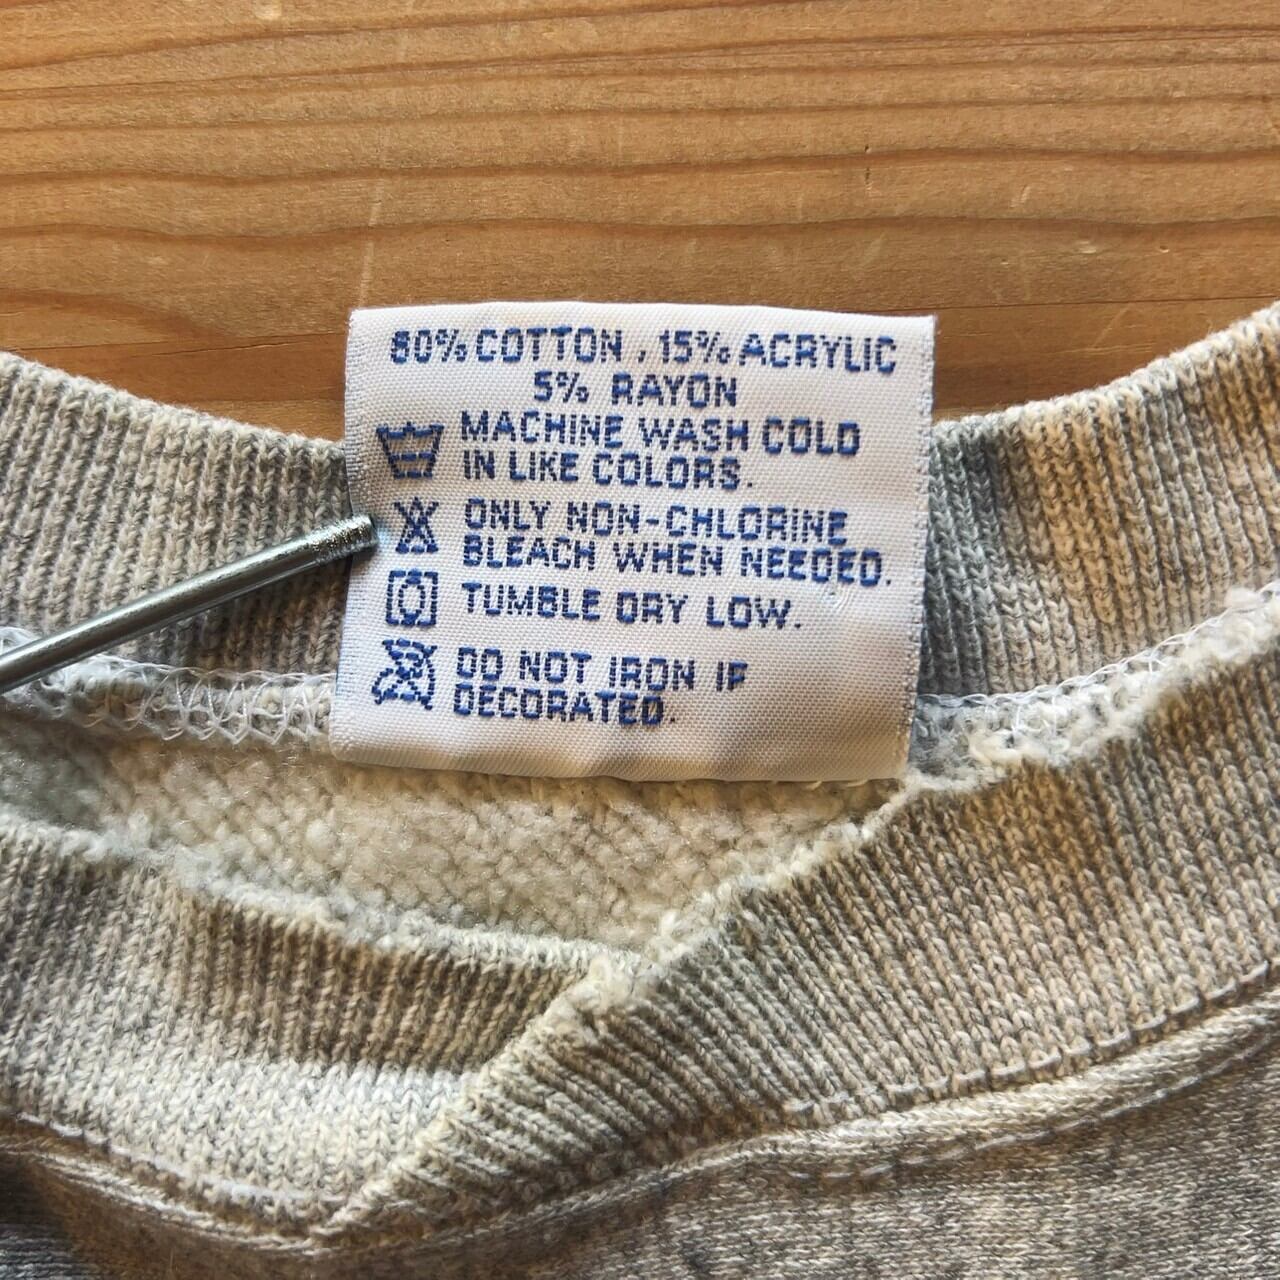 80% COTTON , 15% ACRYLIC
5% RAYON
MACHINE WASH COLD
IN LIKE COLORS.
ONLY NON-CHLORINE
BLEACH WHEN NEEDED.
TUMBLE DRY LOW.
DO NOT IRON IF
DECORATED.